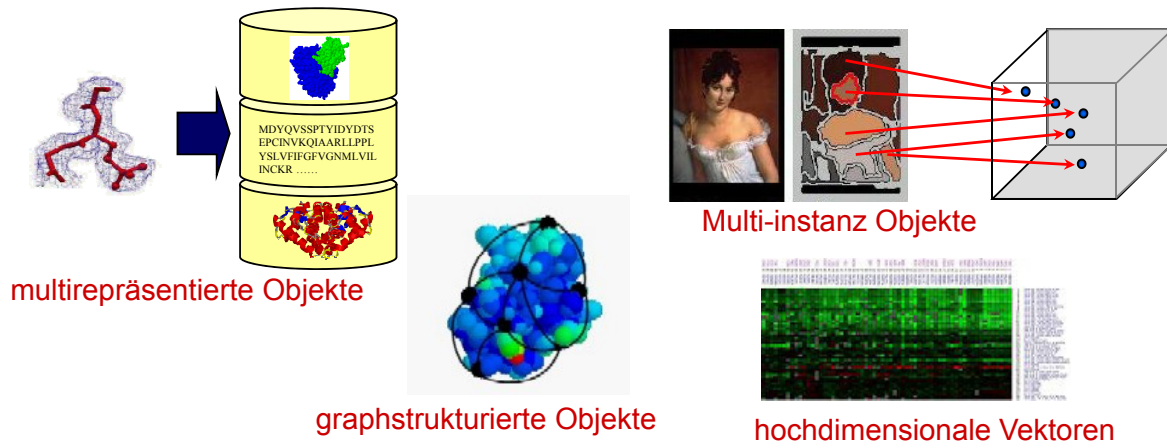 MDYQVSSPTYIDYDTS
EPCINVKQIAARLLPPL
YSLVFIFGFVGNMLVIL
INCKR ......
multirepräsentierte Objekte
graphstrukturierte Objekte
Multi-instanz Objekte
hochdimensionale Vektoren